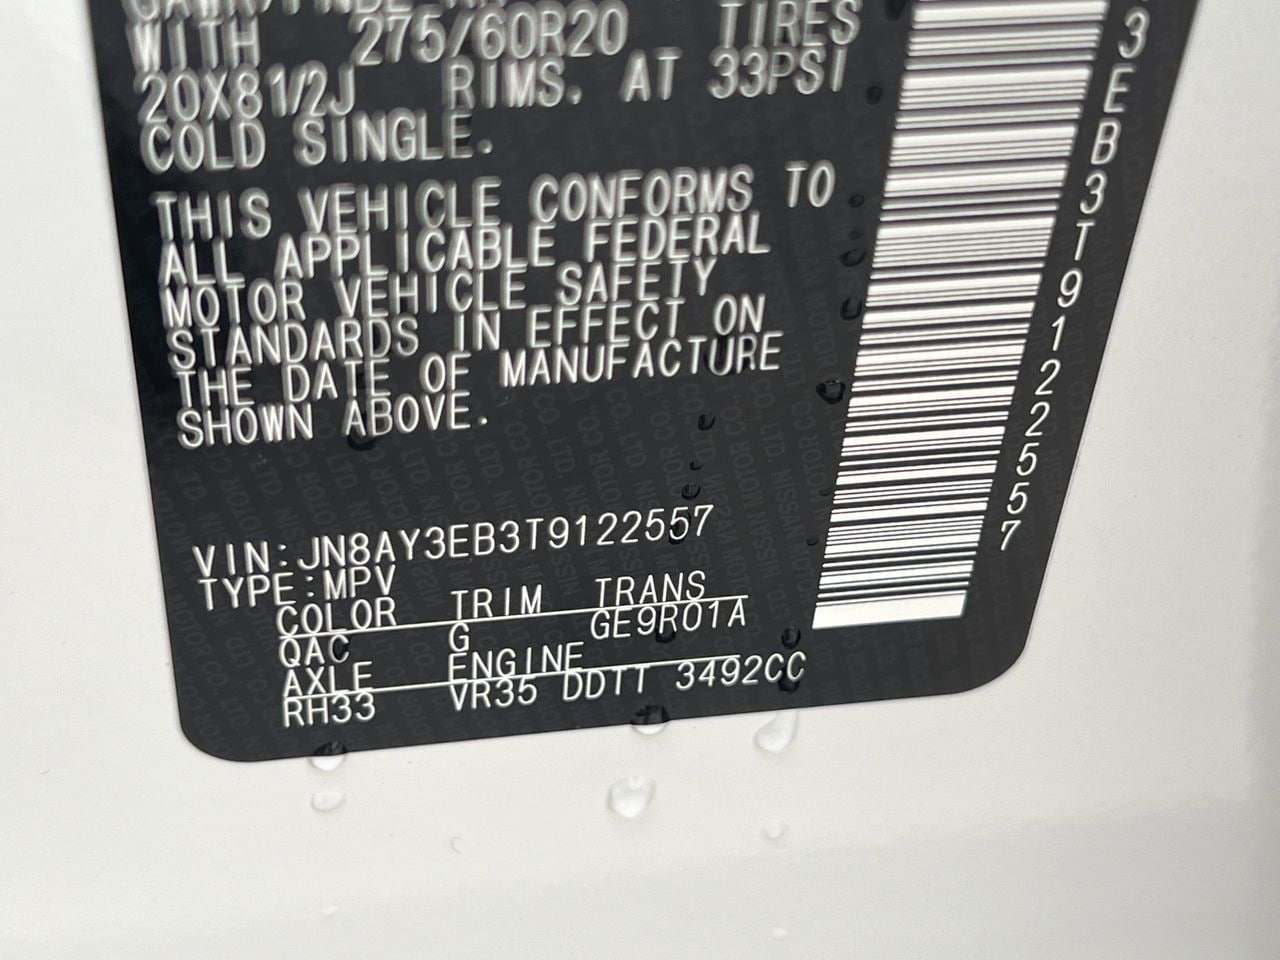 WITH 275/60R20 TIRES
20X81/2J RIMS. AT 33PSI
COLD SINGLE.
THIS VEHICLE CONFORMS TO
ALL APPLICABLE FEDERAL
MOTOR VEHICLE SAFETY
STANDARDS IN EFFECT ON
THE DATE OF MANUFACTURE
SHOWN ABOVE.
VIN:JN8AY3EB3T9122557
TYPE:MPV
COLOR TRIM TRANS
QAC G GE9R01A
AXLE ENGINE
RH33 VR35 DDTT 3492CC
3EB3T9122557